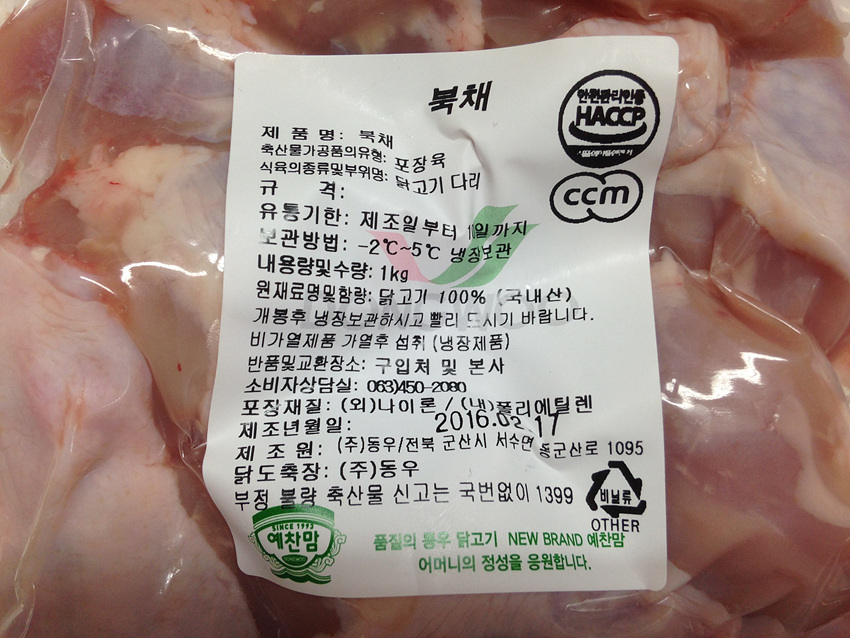 북채
안전관리인증
HACCP
ccm
제 품 명: 북채
축산물가공품의유형: 포장육
식육의종류및부위명: 닭고기 다리
규 격:
유통기한: 제조일부터 일까지
보관방법: -2℃~5℃ 냉장보관
내용량및수량: 1kg
원재료명및함량: 닭고기 100% (국내산)
개봉후 냉장보관하시고 빨리 드시기 바랍니다.
비가열제품 가열후 섭취 (냉장제품)
반품및교환장소: 구입처 및 본사
소비자상담실: 063)450-2080
포장재질: (외)나이론 / (내)폴리에틸렌
제조년월일: 2016.02.17
제 조 원: (주)동우/전북 군산시 서수면 동군산로 1095
닭도축장: (주)동우
부정 불량 축산물 신고는 국번없이 1399
비닐류
OTHER
SINCE 1993
예찬맘
품질의 동우 닭고기 NEW BRAND 예찬맘
어머니의 정성을 응원합니다.